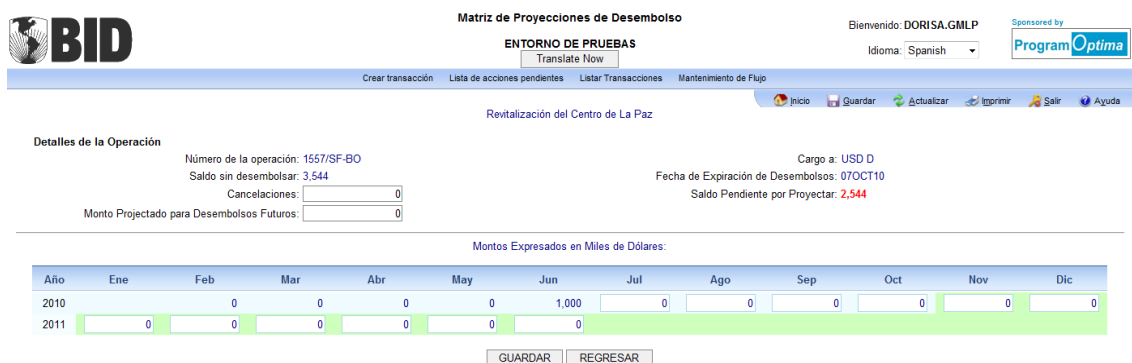 BID
Matriz de Proyecciones de Desembolso
ENTORNO DE PRUEBAS
Translate Now
Bienvenido: DORISA.GMLP
Idioma: Spanish
Sponsored by
Program Optima
Crear transacción Lista de acciones pendientes Listar Transacciones Mantenimiento de Flujo
Inicio Guardar Actualizar Imprimir Salir Ayuda
Revitalización del Centro de La Paz
Detalles de la Operación
Número de la operación: 1557/SF-BO
Cargo a: USD D
Saldo sin desembolsar: 3,544
Fecha de Expiración de Desembolsos: 07OCT10
Cancelaciones: 0
Saldo Pendiente por Proyectar: 2,544
Monto Projectado para Desembolsos Futuros: 0
Montos Expresados en Miles de Dólares:
Año Ene Feb Mar Abr May Jun Jul Ago Sep Oct Nov Dic
2010 0 0 0 0 1,000 0 0 0 0 0 0
2011 0 0 0 0 0 0
GUARDAR REGRESAR